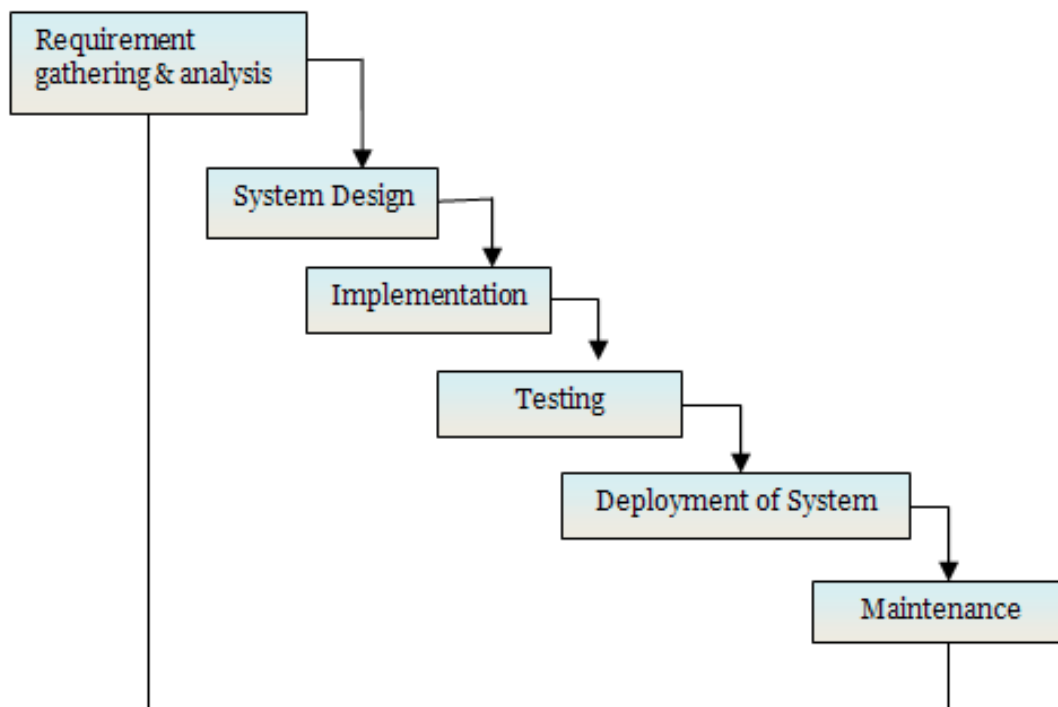 Requirement
gathering & analysis
System Design
Implementation
Testing
Deployment of System
Maintenance